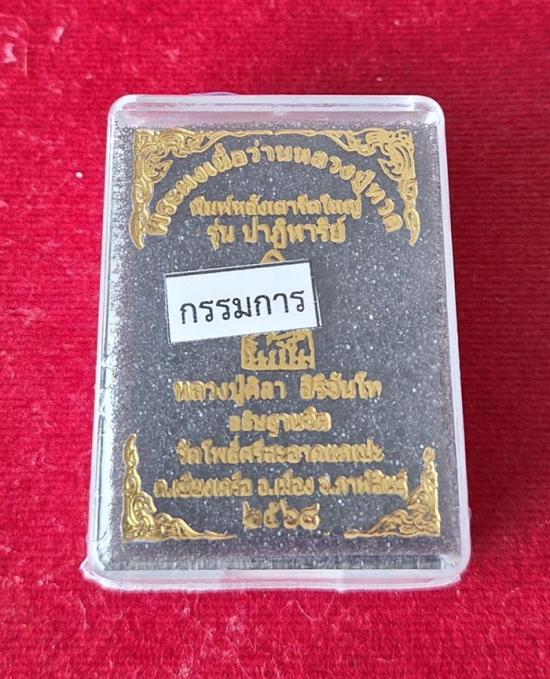 พระผงเนื้อว่านหลวงปู่ทวด
พิมพ์หลังเตารีดใหญ่
รุ่น ปาฏิหาริย์
กรรมการ
หลวงปู่ศิลา สิริจันโท
อธิษฐานจิต
วัดโพธิ์ศรีสะอาดแดเปะ
ต.เชียงเครือ อ.เมือง จ.กาฬสินธุ์
๒๕๖๘